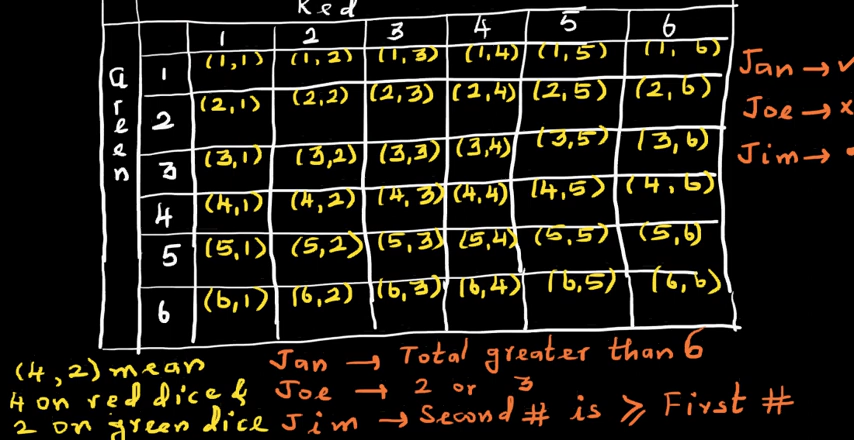 Red
1 2 3 4 5 6
Green
1 (1,1) (1,2) (1,3) (1,4) (1,5) (1,6)
2 (2,1) (2,2) (2,3) (2,4) (2,5) (2,6)
3 (3,1) (3,2) (3,3) (3,4) (3,5) (3,6)
4 (4,1) (4,2) (4,3) (4,4) (4,5) (4,6)
5 (5,1) (5,2) (5,3) (5,4) (5,5) (5,6)
6 (6,1) (6,2) (6,3) (6,4) (6,5) (6,6)
Jan → ✓
Joe → x
Jim →
(4,2) mean
4 on red dice &
2 on green dice
Jan → Total greater than 6
Joe → 2 or 3
Jim → Second # is ⩾ First #